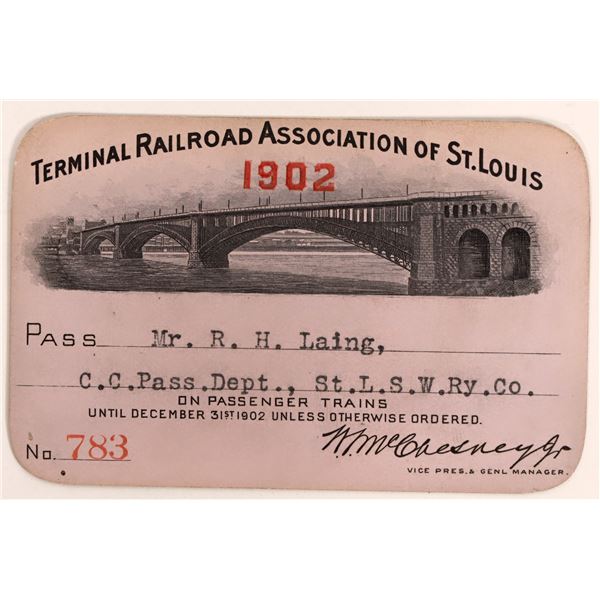 TERMINAL RAILROAD ASSOCIATION OF ST. LOUIS
1902
PASS Mr. R. H. Laing,
C.C.Pass.Dept., St.L.S.W.Ry.Co.
ON PASSENGER TRAINS
UNTIL DECEMBER 31ST 1902 UNLESS OTHERWISE ORDERED.
No. 783
McChesney Jr
VICE PRES. & GENL MANAGER.